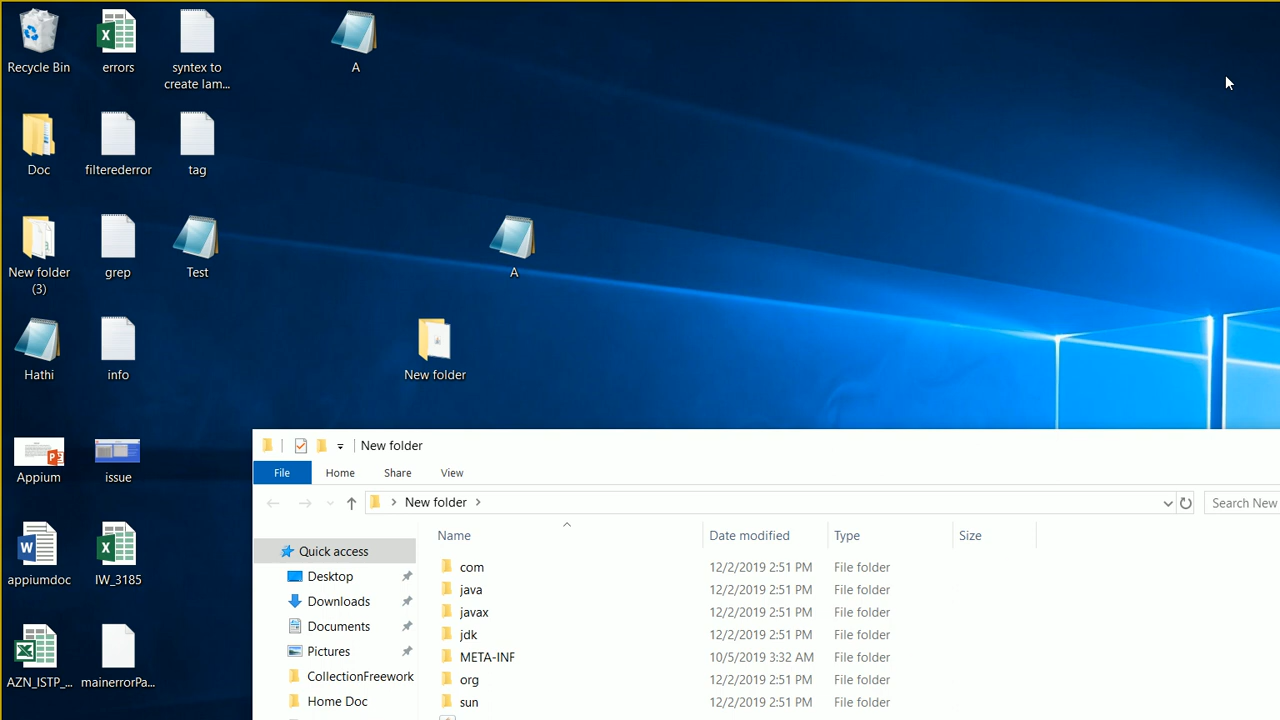 Recycle Bin
errors
syntex to
create lam...
A
Doc
filterederror
tag
New folder
(3)
grep
Test
A
Hathi
info
New folder
Appium
issue
appiumdoc
IW_3185
AZN_ISTP_...
mainerrorPa...
New folder
File Home Share View
New folder
Search New
Name Date modified Type Size
Quick access
Desktop
Downloads
Documents
Pictures
CollectionFreework
Home Doc
com 12/2/2019 2:51 PM File folder
java 12/2/2019 2:51 PM File folder
javax 12/2/2019 2:51 PM File folder
jdk 12/2/2019 2:51 PM File folder
META-INF 10/5/2019 3:32 AM File folder
org 12/2/2019 2:51 PM File folder
sun 12/2/2019 2:51 PM File folder